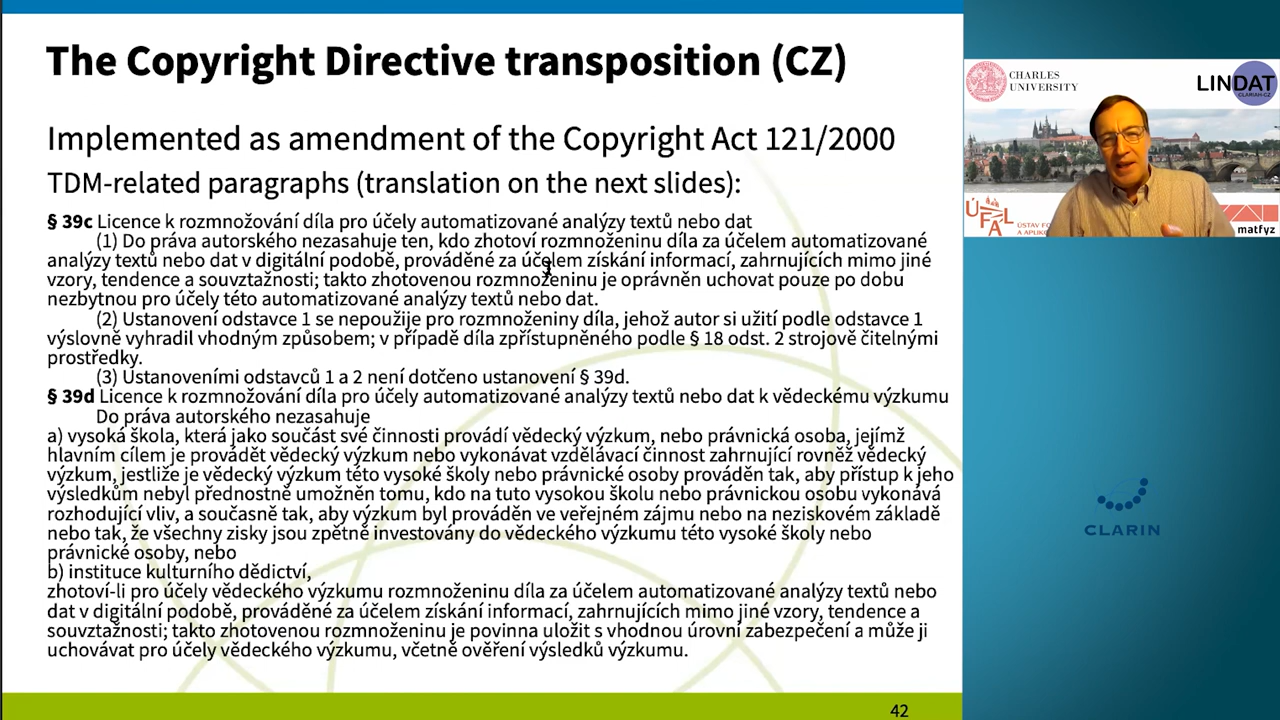 The Copyright Directive transposition (CZ)
Implemented as amendment of the Copyright Act 121/2000
TDM-related paragraphs (translation on the next slides):
§ 39c Licence k rozmnožování díla pro účely automatizované analýzy textů nebo dat
(1) Do práva autorského nezasahuje ten, kdo zhotoví rozmnoženinu díla za účelem automatizované
analýzy textů nebo dat v digitální podobě, prováděné za účelem získání informací, zahrnujících mimo jiné
vzory, tendence a souvztažnosti; takto zhotovenou rozmnoženinu je oprávněn uchovat pouze po dobu
nezbytnou pro účely této automatizované analýzy textů nebo dat.
(2) Ustanovení odstavce 1 se nepoužije pro rozmnoženiny díla, jehož autor si užití podle odstavce 1
výslovně vyhradil vhodným způsobem; v případě díla zpřístupněného podle § 18 odst. 2 strojově čitelnými
prostředky.
(3) Ustanoveními odstavců 1 a 2 není dotčeno ustanovení § 39d.
§ 39d Licence k rozmnožování díla pro účely automatizované analýzy textů nebo dat k vědeckému výzkumu
Do práva autorského nezasahuje
a) vysoká škola, která jako součást své činnosti provádí vědecký výzkum, nebo právnická osoba, jejímž
hlavním cílem je provádět vědecký výzkum nebo vykonávat vzdělávací činnost zahrnující rovněž vědecký
výzkum, jestliže je vědecký výzkum této vysoké školy nebo právnické osoby prováděn tak, aby přístup k jeho
výsledkům nebyl přednostně umožněn tomu, kdo na tuto vysokou školu nebo právnickou osobu vykonává
rozhodující vliv, a současně tak, aby výzkum byl prováděn ve veřejném zájmu nebo na neziskovém základě
nebo tak, že všechny zisky jsou zpětně investovány do vědeckého výzkumu této vysoké školy nebo
právnické osoby, nebo
b) instituce kulturního dědictví,
zhotoví-li pro účely vědeckého výzkumu rozmnoženinu díla za účelem automatizované analýzy textů nebo
dat v digitální podobě, prováděné za účelem získání informací, zahrnujících mimo jiné vzory, tendence a
souvztažnosti; takto zhotovenou rozmnoženinu je povinna uložit s vhodnou úrovní zabezpečení a může ji
uchovávat pro účely vědeckého výzkumu, včetně ověření výsledků výzkumu.
42
CHARLES
UNIVERSITY
LINDAT
CLARIAH-CZ
ÚFAL
ÚSTAV
A
matfyz
CLARIN